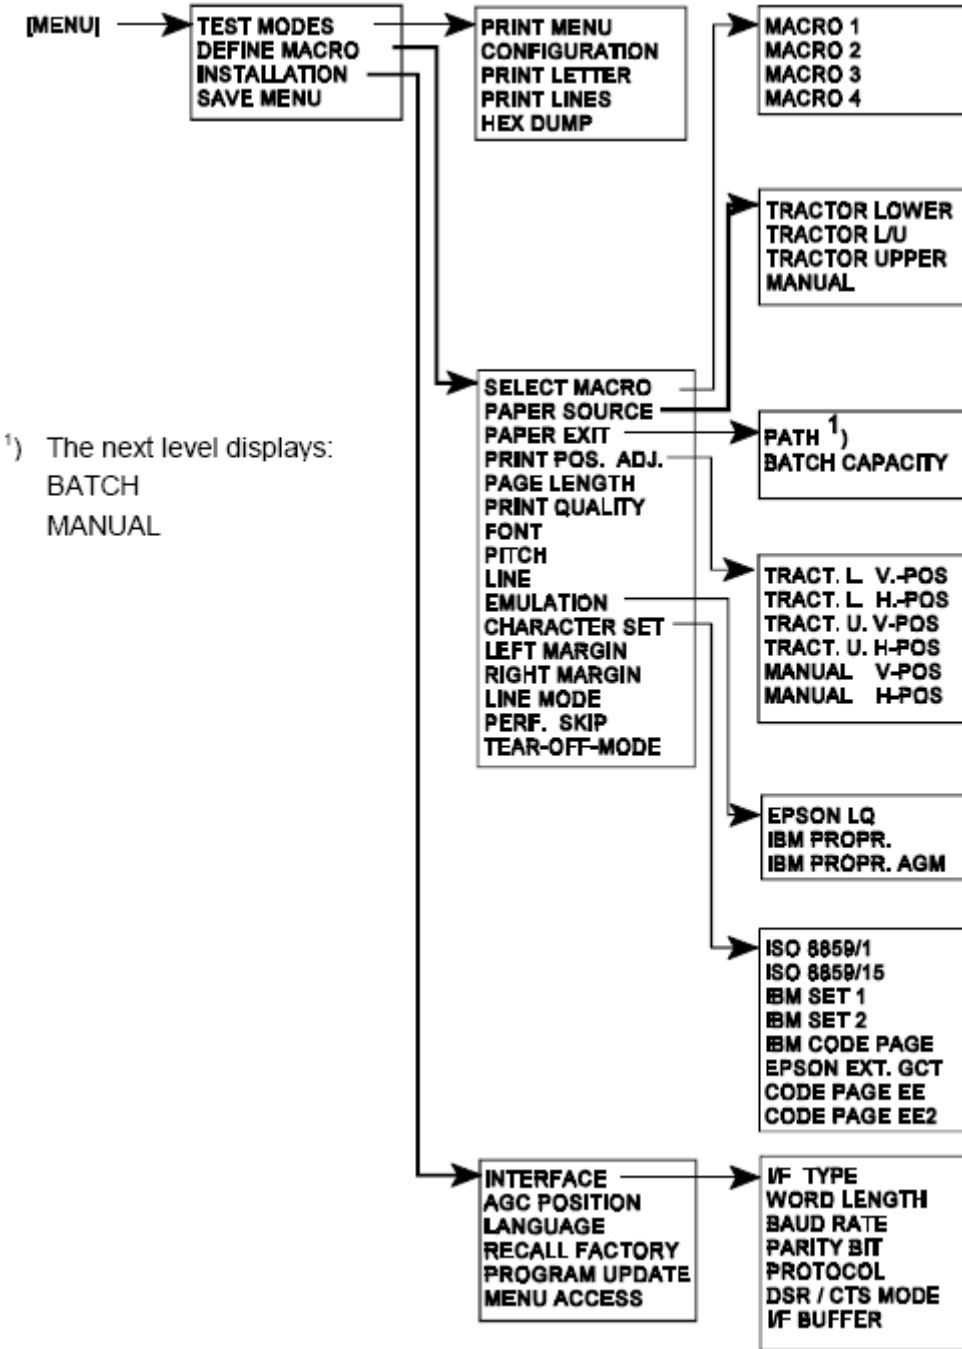 [MENU]
TEST MODES
DEFINE MACRO
INSTALLATION
SAVE MENU
PRINT MENU
CONFIGURATION
PRINT LETTER
PRINT LINES
HEX DUMP
MACRO 1
MACRO 2
MACRO 3
MACRO 4
TRACTOR LOWER
TRACTOR L/U
TRACTOR UPPER
MANUAL
SELECT MACRO
PAPER SOURCE
PAPER EXIT
PRINT POS. ADJ.
PAGE LENGTH
PRINT QUALITY
FONT
PITCH
LINE
EMULATION
CHARACTER SET
LEFT MARGIN
RIGHT MARGIN
LINE MODE
PERF. SKIP
TEAR-OFF-MODE
PATH 1)
BATCH CAPACITY
1) The next level displays:
BATCH
MANUAL
TRACT. L. V.-POS
TRACT. L. H.-POS
TRACT. U. V-POS
TRACT. U. H-POS
MANUAL V-POS
MANUAL H-POS
EPSON LQ
IBM PROPR.
IBM PROPR. AGM
ISO 8859/1
ISO 8859/15
IBM SET 1
IBM SET 2
IBM CODE PAGE
EPSON EXT. GCT
CODE PAGE EE
CODE PAGE EE2
INTERFACE
AGC POSITION
LANGUAGE
RECALL FACTORY
PROGRAM UPDATE
MENU ACCESS
I/F TYPE
WORD LENGTH
BAUD RATE
PARITY BIT
PROTOCOL
DSR / CTS MODE
I/F BUFFER